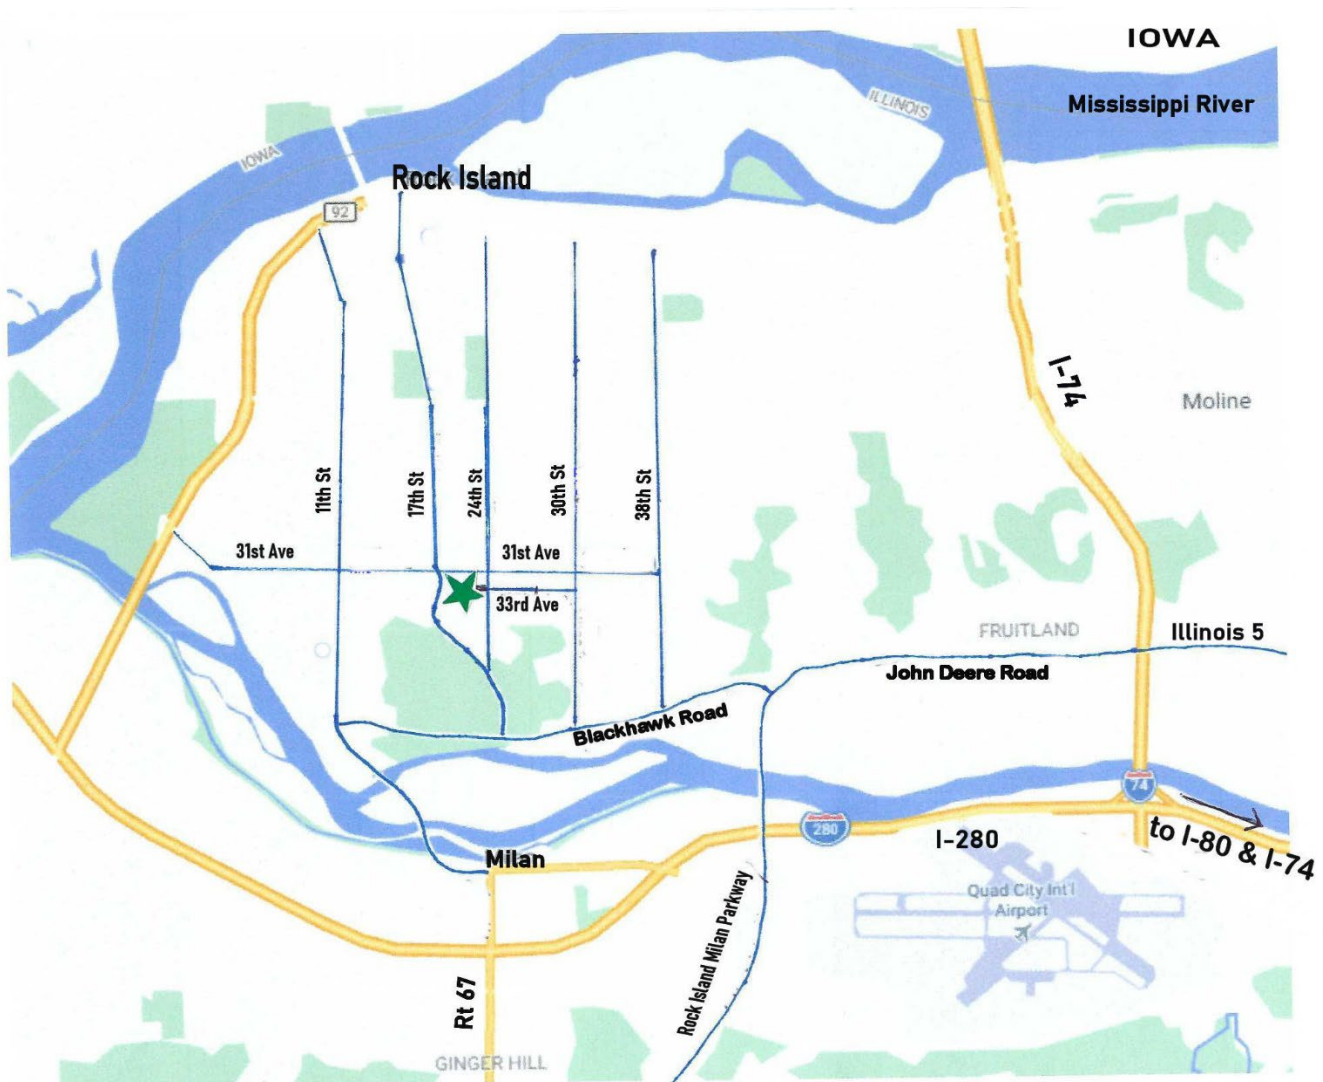 IOWA
Mississippi River
ILLINOIS
IOWA
Rock Island
92
I-74
Moline
11th St
17th St
24th St
30th St
38th St
31st Ave
31st Ave
33rd Ave
FRUITLAND
Illinois 5
John Deere Road
Blackhawk Road
74
280
I-280
to I-80 & I-74
Milan
Quad City Int'l
Airport
Rock Island Milan Parkway
Rt 67
GINGER HILL